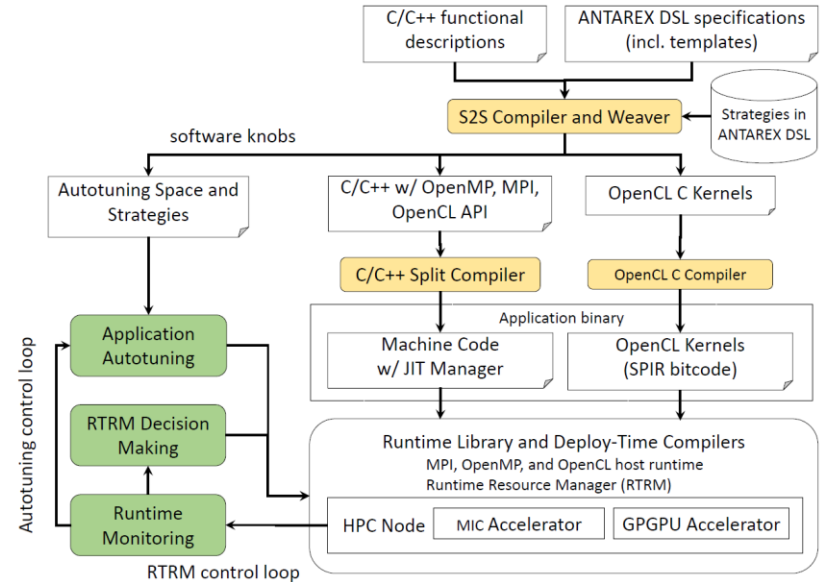 C/C++ functional
descriptions
ANTAREX DSL specifications
(incl. templates)
S2S Compiler and Weaver
Strategies in
ANTAREX DSL
software knobs
Autotuning Space and
Strategies
C/C++ w/ OpenMP, MPI,
OpenCL API
OpenCL C Kernels
C/C++ Split Compiler
OpenCL C Compiler
Application binary
Machine Code
w/ JIT Manager
OpenCL Kernels
(SPIR bitcode)
Autotuning control loop
Application
Autotuning
RTRM Decision
Making
Runtime
Monitoring
RTRM control loop
Runtime Library and Deploy-Time Compilers
MPI, OpenMP, and OpenCL host runtime
Runtime Resource Manager (RTRM)
HPC Node
MIC Accelerator
GPGPU Accelerator